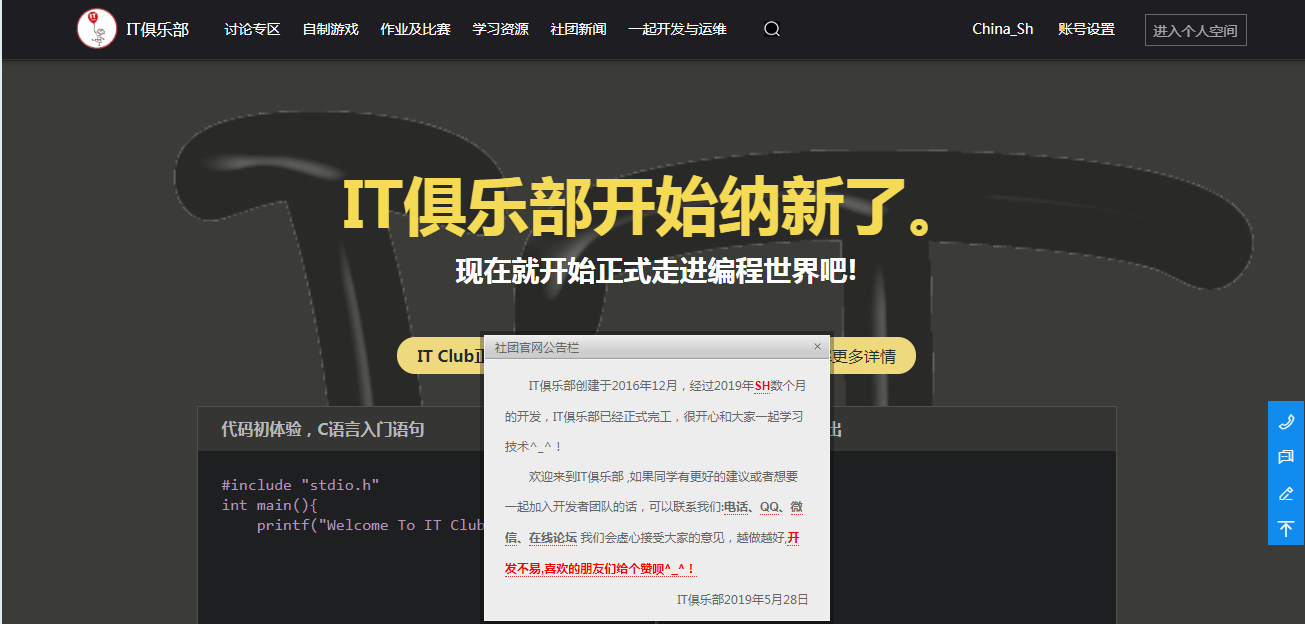 IT俱乐部 讨论专区 自制游戏 作业及比赛 学习资源 社团新闻 一起开发与运维 China_Sh 账号设置 进入个人空间
IT俱乐部开始纳新了。
现在就开始正式走进编程世界吧!
IT Club正
更多详情
社团官网公告栏 ×
IT俱乐部创建于2016年12月，经过2019年SH数个月
的开发，IT俱乐部已经正式完工，很开心和大家一起学习
技术^_^！
欢迎来到IT俱乐部 ,如果同学有更好的建议或者想要
一起加入开发者团队的话，可以联系我们:电话、QQ、微
信、在线论坛 我们会虚心接受大家的意见，越做越好,开
发不易,喜欢的朋友们给个赞呗^_^！
IT俱乐部2019年5月28日
代码初体验，C语言入门语句
出
#include "stdio.h"
int main(){
printf("Welcome To IT Club